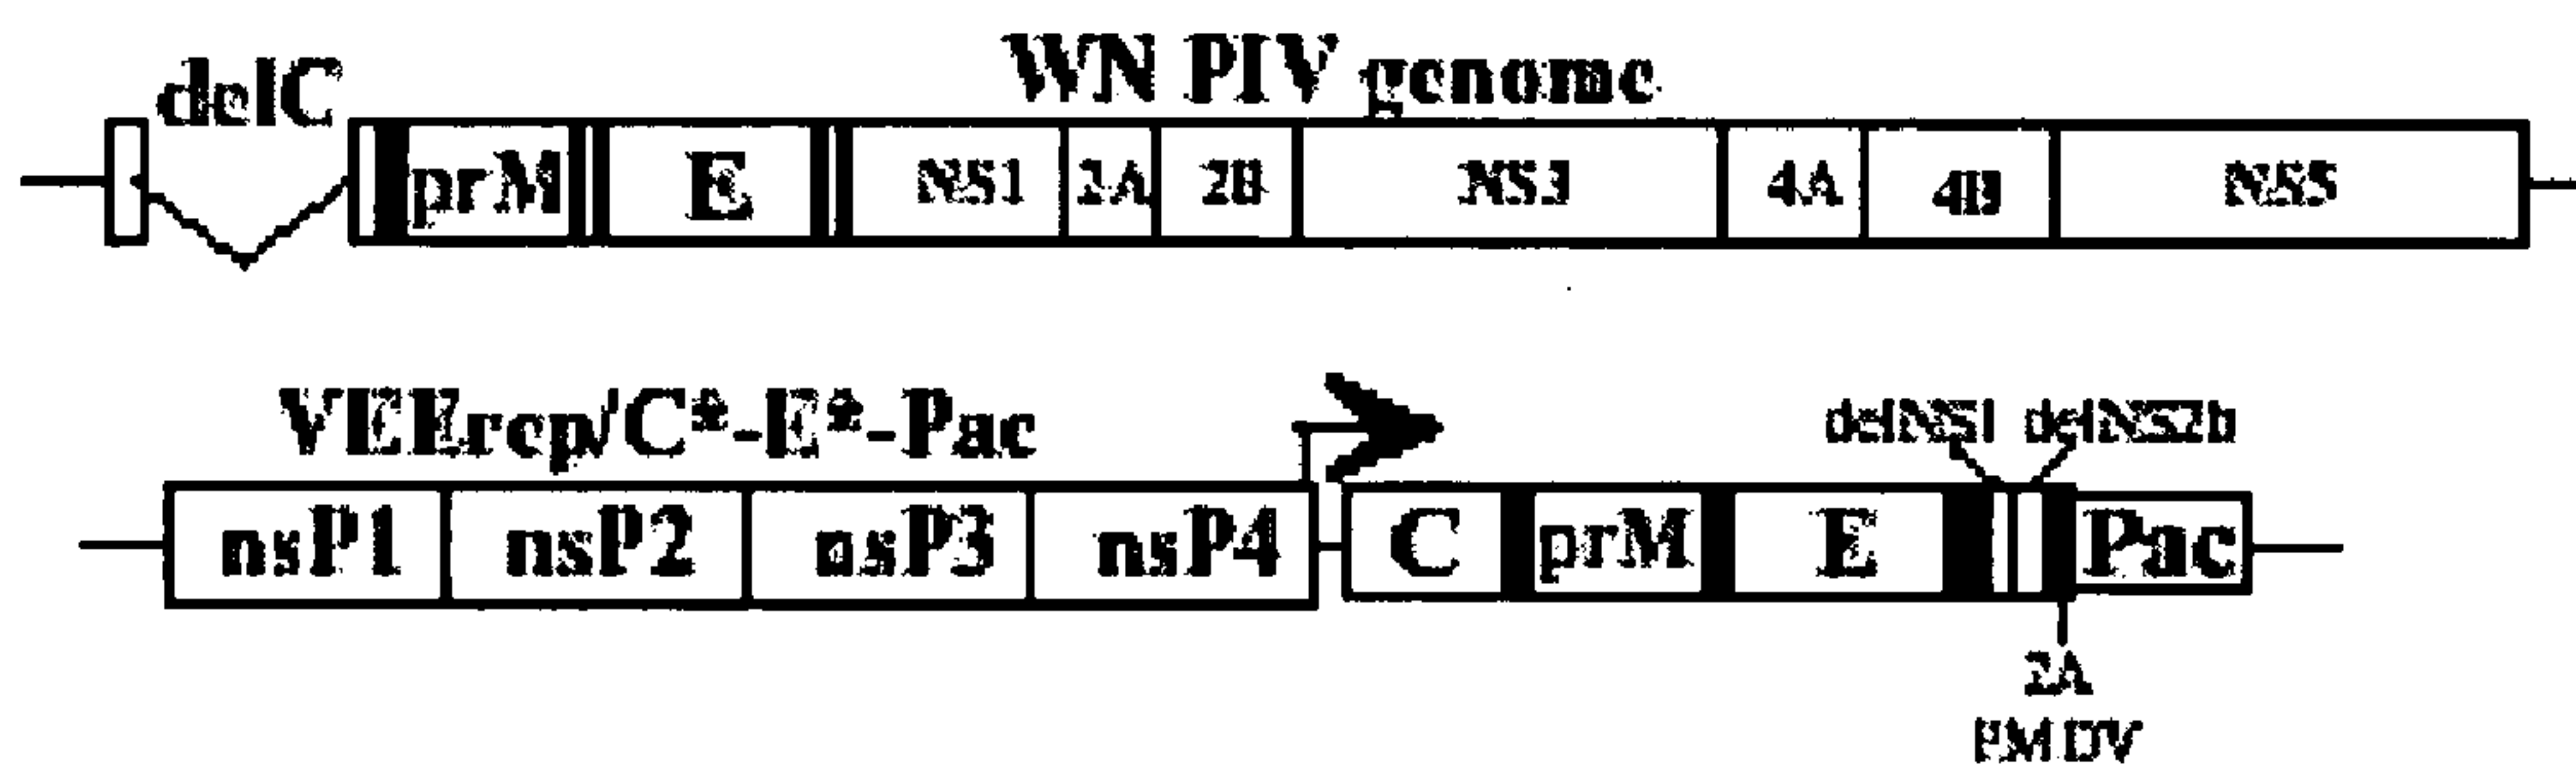 WN PIV genome
delC
prM E NS1 2A 2B NS3 4A 4B NS5
VEErep/C*-E*-Pac
delNS1 delNS2b
nsP1 nsP2 nsP3 nsP4 C prM E Pac
2A
FMDV